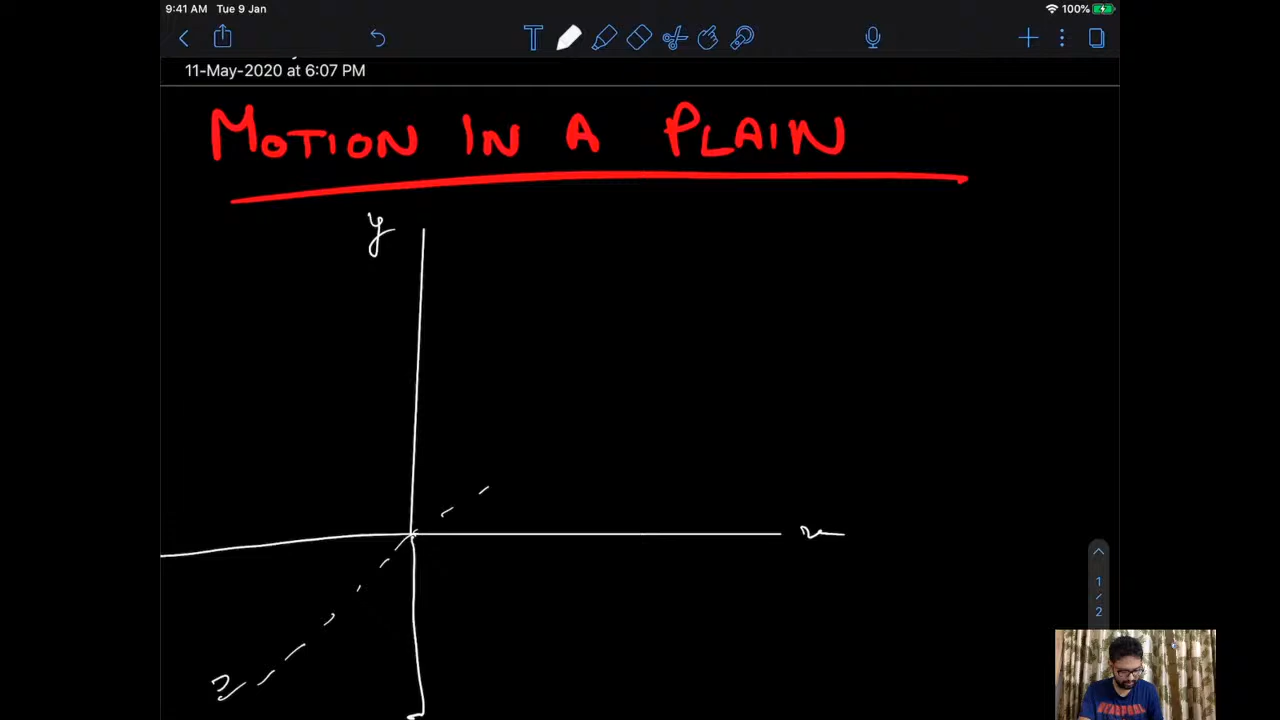 9:41 AM Tue 9 Jan 100%
11-May-2020 at 6:07 PM
MOTION IN A PLAIN
y
x
z
1
/
2